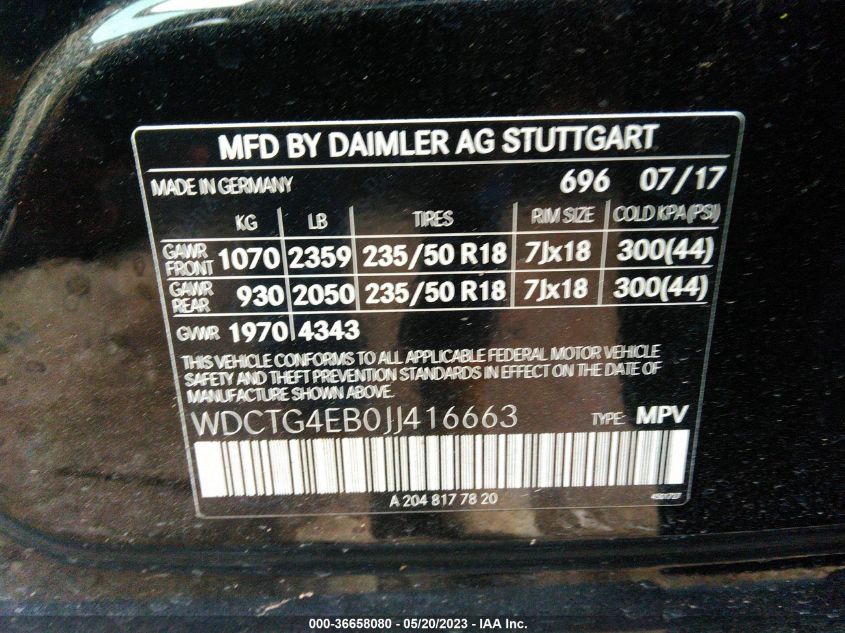 MFD BY DAIMLER AG STUTTGART
MADE IN GERMANY 696 07/17
KG LB TIRES RIM SIZE COLD KPA (PSI)
GAWR FRONT 1070 2359 235/50 R18 7Jx18 300(44)
GAWR REAR 930 2050 235/50 R18 7Jx18 300(44)
GVWR 1970 4343
THIS VEHICLE CONFORMS TO ALL APPLICABLE FEDERAL MOTOR VEHICLE
SAFETY AND THEFT PREVENTION STANDARDS IN EFFECT ON THE DATE OF
MANUFACTURE SHOWN ABOVE.
WDCTG4EB0JJ416663 TYPE: MPV
A 204 817 78 20
000-36658080 - 05/20/2023 - IAA Inc.